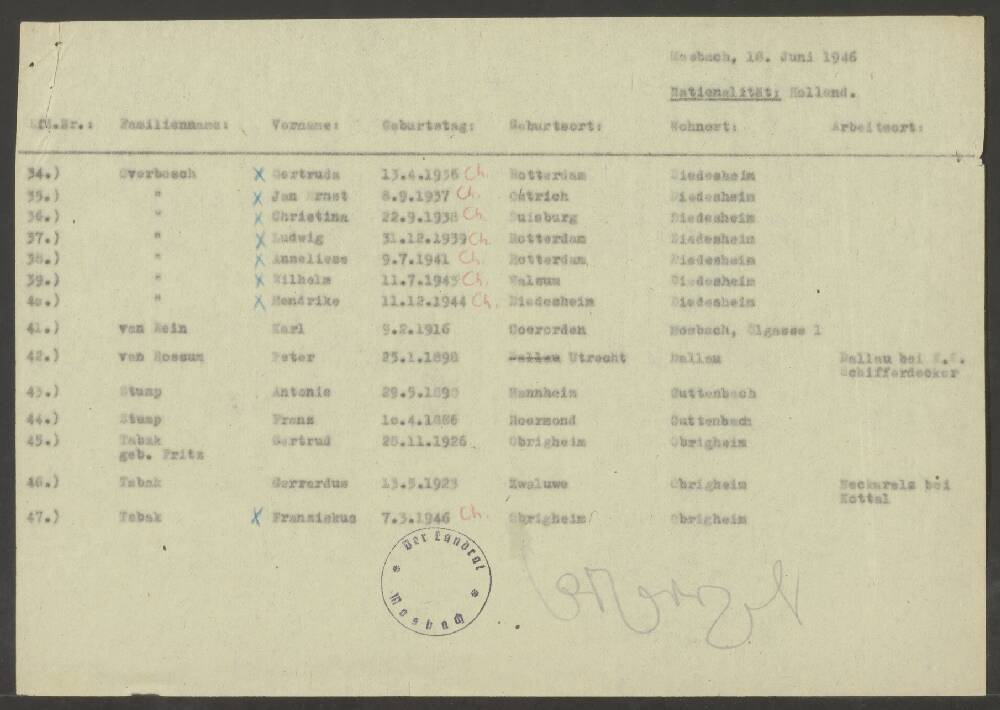 Mosbach, 18. Juni 1946
Nationalität: Holland.
Lfd.Nr.: Familienname: Vorname: Geburtstag: Geburtsort: Wohnort: Arbeitsort:
34.) Overbosch x Gertruda 13.4.1936 Ch. Rotterdam Diedesheim
35.) " x Jan Ernst 8.9.1937 Ch. Östrich Diedesheim
36.) " x Christina 22.9.1938 Ch. Duisburg Diedesheim
37.) " x Ludwig 31.12.1939 Ch. Rotterdam Diedesheim
38.) " x Anneliese 9.7.1941 Ch. Rotterdam Diedesheim
39.) " x Wilhelm 11.7.1943 Ch. Walsum Diedesheim
4o.) " x Hendrike 11.12.1944 Ch. Diedesheim Diedesheim
41.) van Rein Karl 9.2.1916 Coerorden Mosbach, Ölgasse 1
42.) van Rossum Peter 25.1.1898 Dallau Utrecht Dallau Dallau bei
Schifferdecker
43.) Stump Antonie 29.5.1890 Mannheim Guttenbach
44.) Stump Franz 1o.4.1886 Roermond Guttenbach
45.) Tabak Gertrud 28.11.1926 Obrigheim Obrigheim
geb. Fritz
46.) Tabak Gerrardus 13.5.1923 Zwaluwe Obrigheim Neckarelz bei
Kottal
47.) Tabak x Franziskus 7.3.1946 Ch. Obrigheim Obrigheim
Der Landrat
* Mosbach *